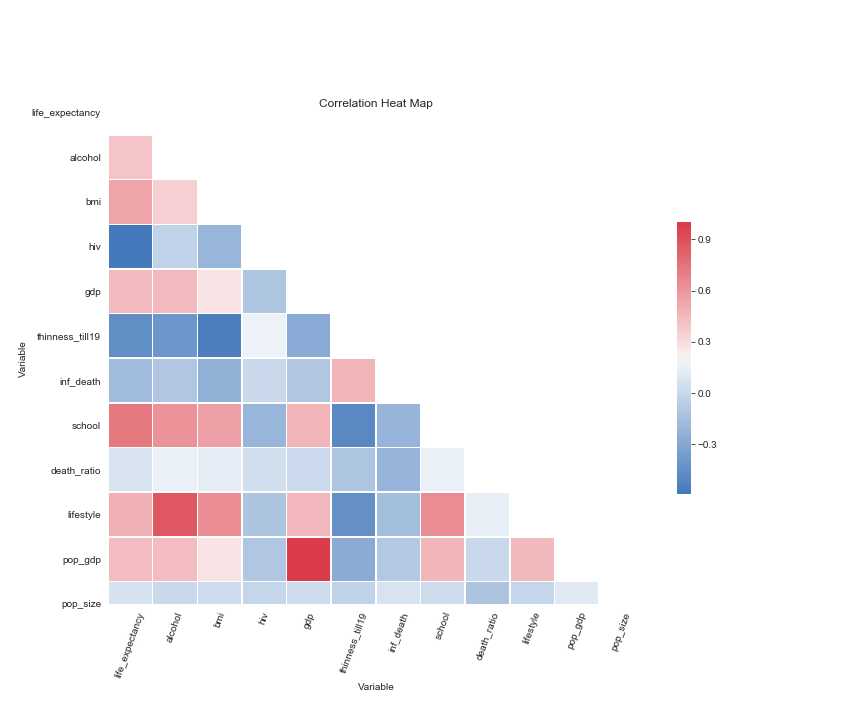 Correlation Heat Map
life_expectancy
alcohol
bmi
hiv
gdp
thinness_till19
inf_death
school
death_ratio
lifestyle
pop_gdp
pop_size
Variable
0.9
0.6
0.3
0.0
−0.3
life_expectancy
alcohol
bmi
hiv
gdp
thinness_till19
inf_death
school
death_ratio
lifestyle
pop_gdp
pop_size
Variable